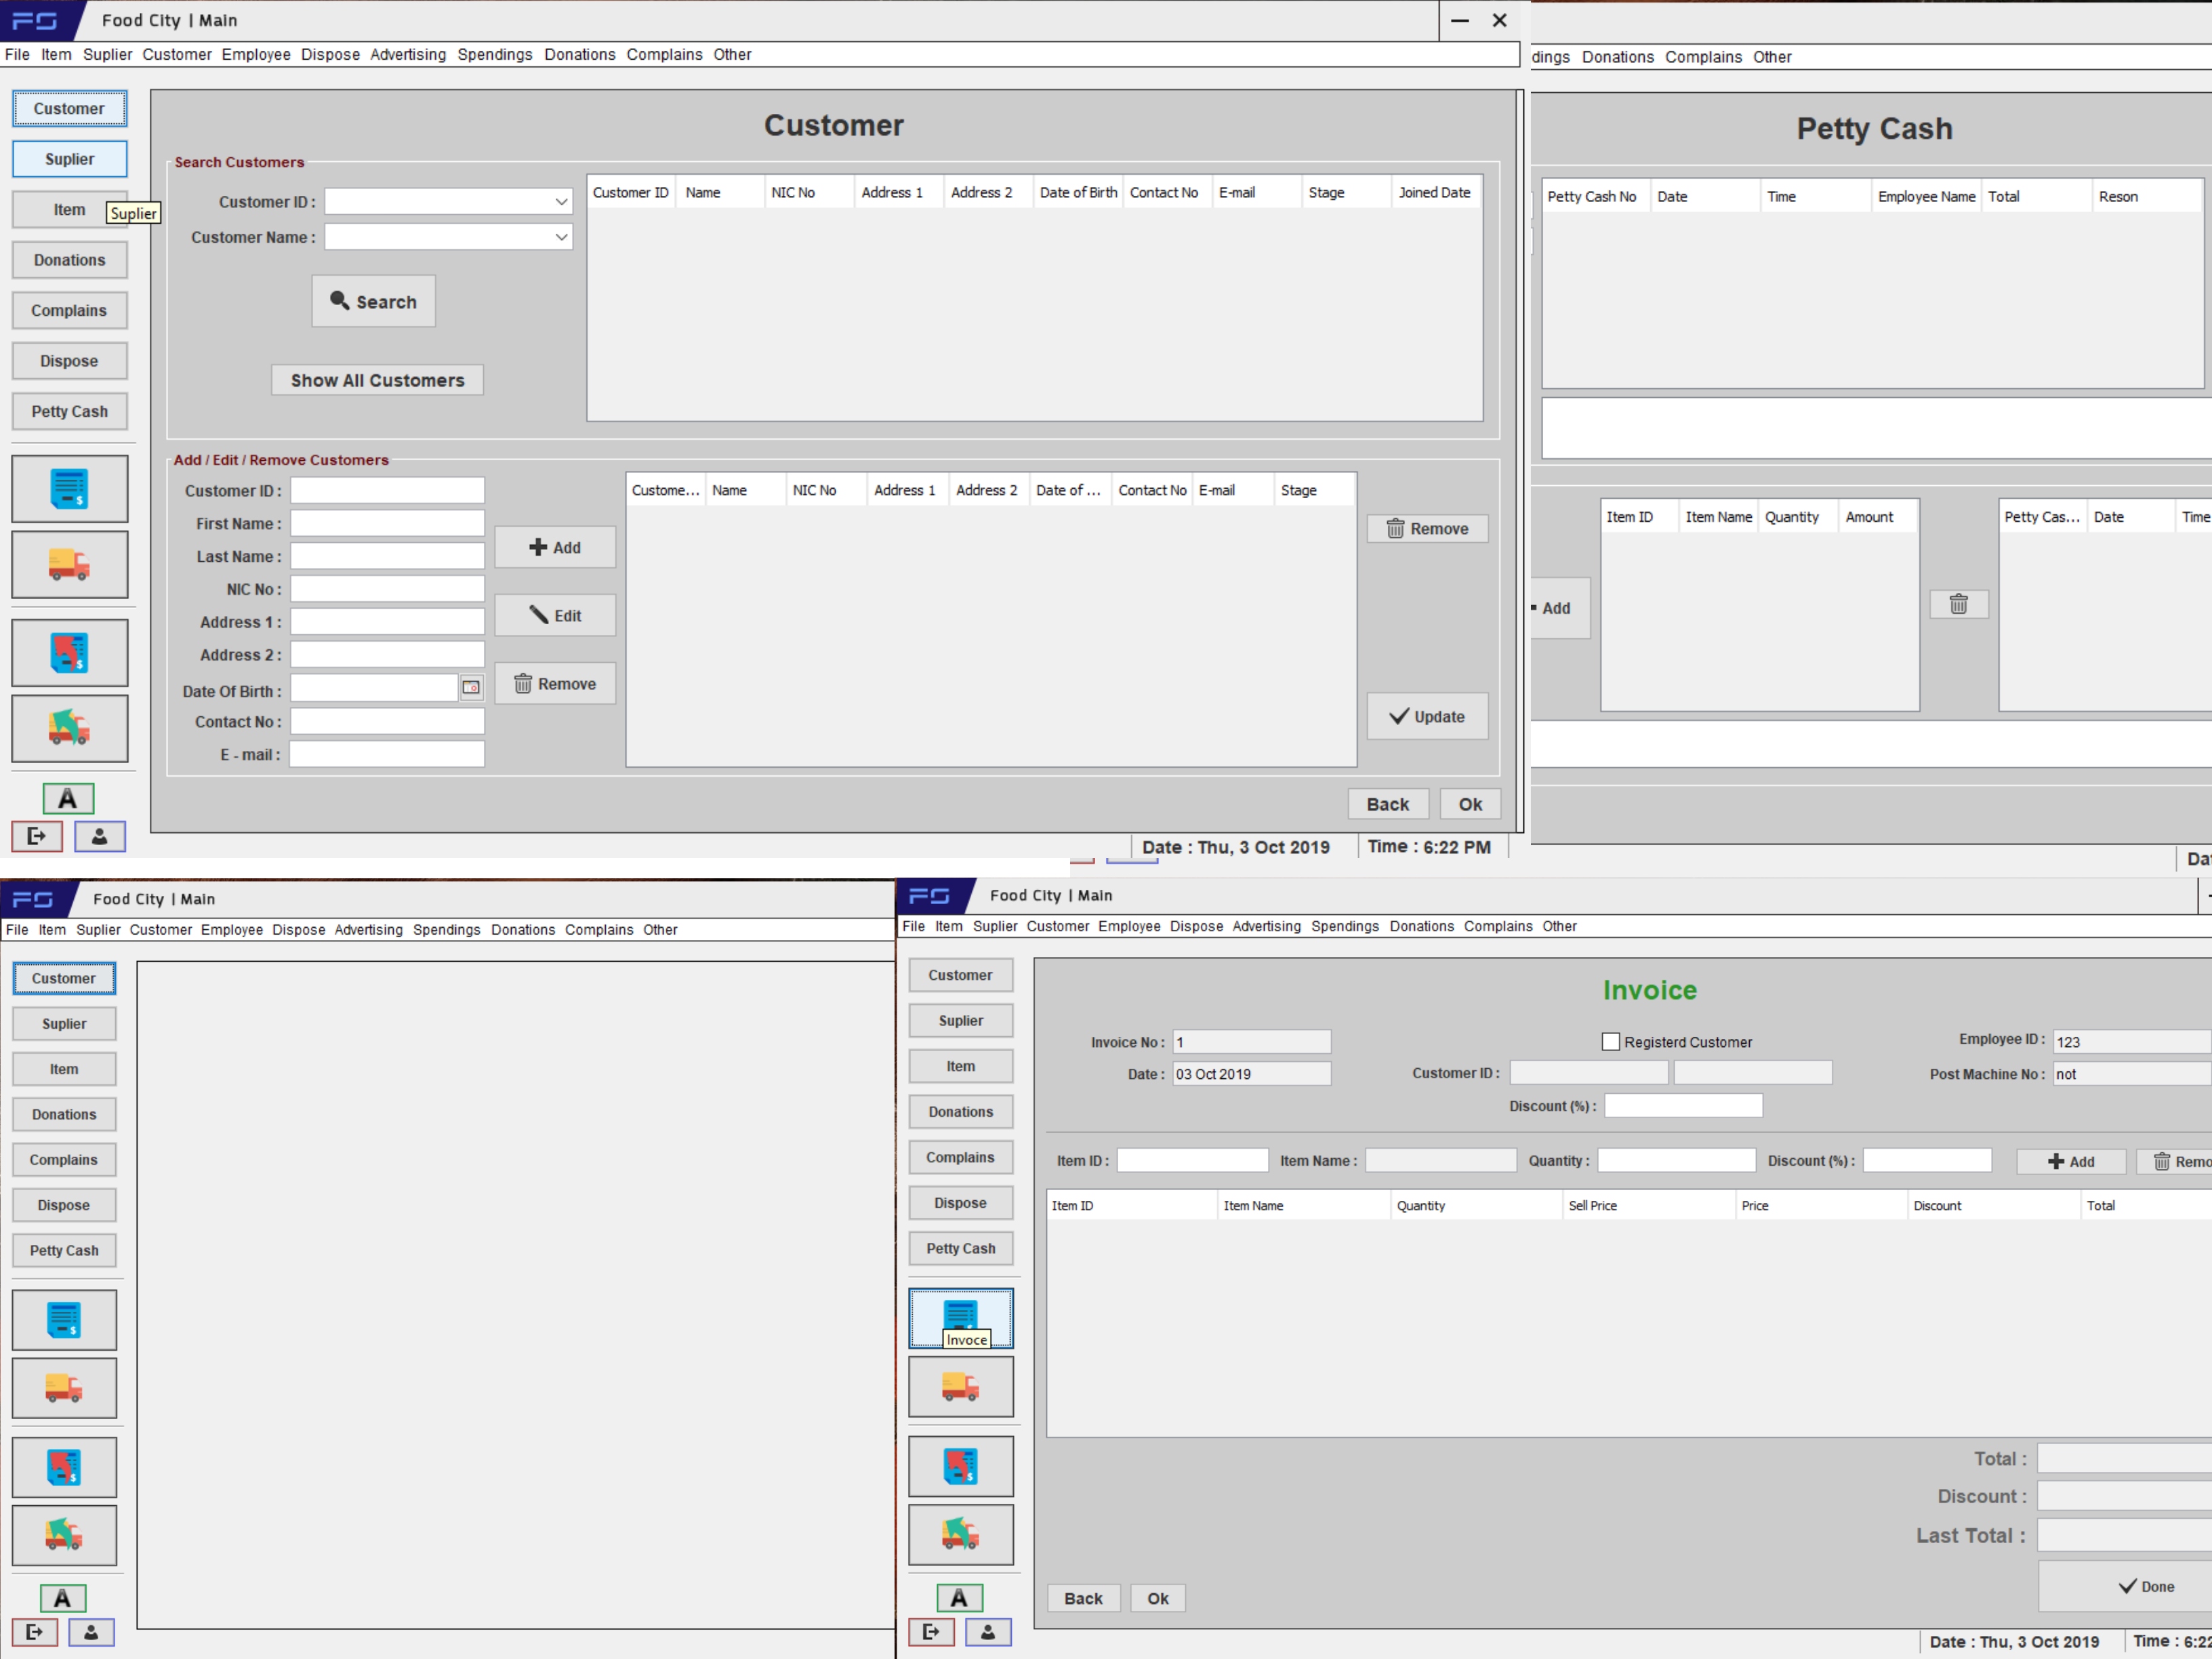 FS Food City | Main
File Item Suplier Customer Employee Dispose Advertising Spendings Donations Complains Other
Customer
Suplier
Item
Suplier
Donations
Complains
Dispose
Petty Cash
A
Customer
Search Customers
Customer ID :
Customer Name :
Search
Show All Customers
Customer ID Name NIC No Address 1 Address 2 Date of Birth Contact No E-mail Stage Joined Date
Add / Edit / Remove Customers
Customer ID :
First Name :
Last Name :
NIC No :
Address 1 :
Address 2 :
Date Of Birth :
Contact No :
E - mail :
Add
Edit
Remove
Custome... Name NIC No Address 1 Address 2 Date of ... Contact No E-mail Stage
Remove
Update
Back Ok
Date : Thu, 3 Oct 2019 Time : 6:22 PM
dings Donations Complains Other
Petty Cash
Petty Cash No Date Time Employee Name Total Reson
Add
Item ID Item Name Quantity Amount
Petty Cas... Date Time
Dat
FS Food City | Main
File Item Suplier Customer Employee Dispose Advertising Spendings Donations Complains Other
Customer
Suplier
Item
Donations
Complains
Dispose
Petty Cash
A
FS Food City | Main
File Item Suplier Customer Employee Dispose Advertising Spendings Donations Complains Other
Customer
Suplier
Item
Donations
Complains
Dispose
Petty Cash
Invoce
A
Invoice
Invoice No : 1
Date : 03 Oct 2019
Registerd Customer
Customer ID :
Discount (%) :
Employee ID : 123
Post Machine No : not
Item ID : Item Name : Quantity : Discount (%) : Add Remo
Item ID Item Name Quantity Sell Price Price Discount Total
Total :
Discount :
Last Total :
Done
Back Ok
Date : Thu, 3 Oct 2019 Time : 6:22